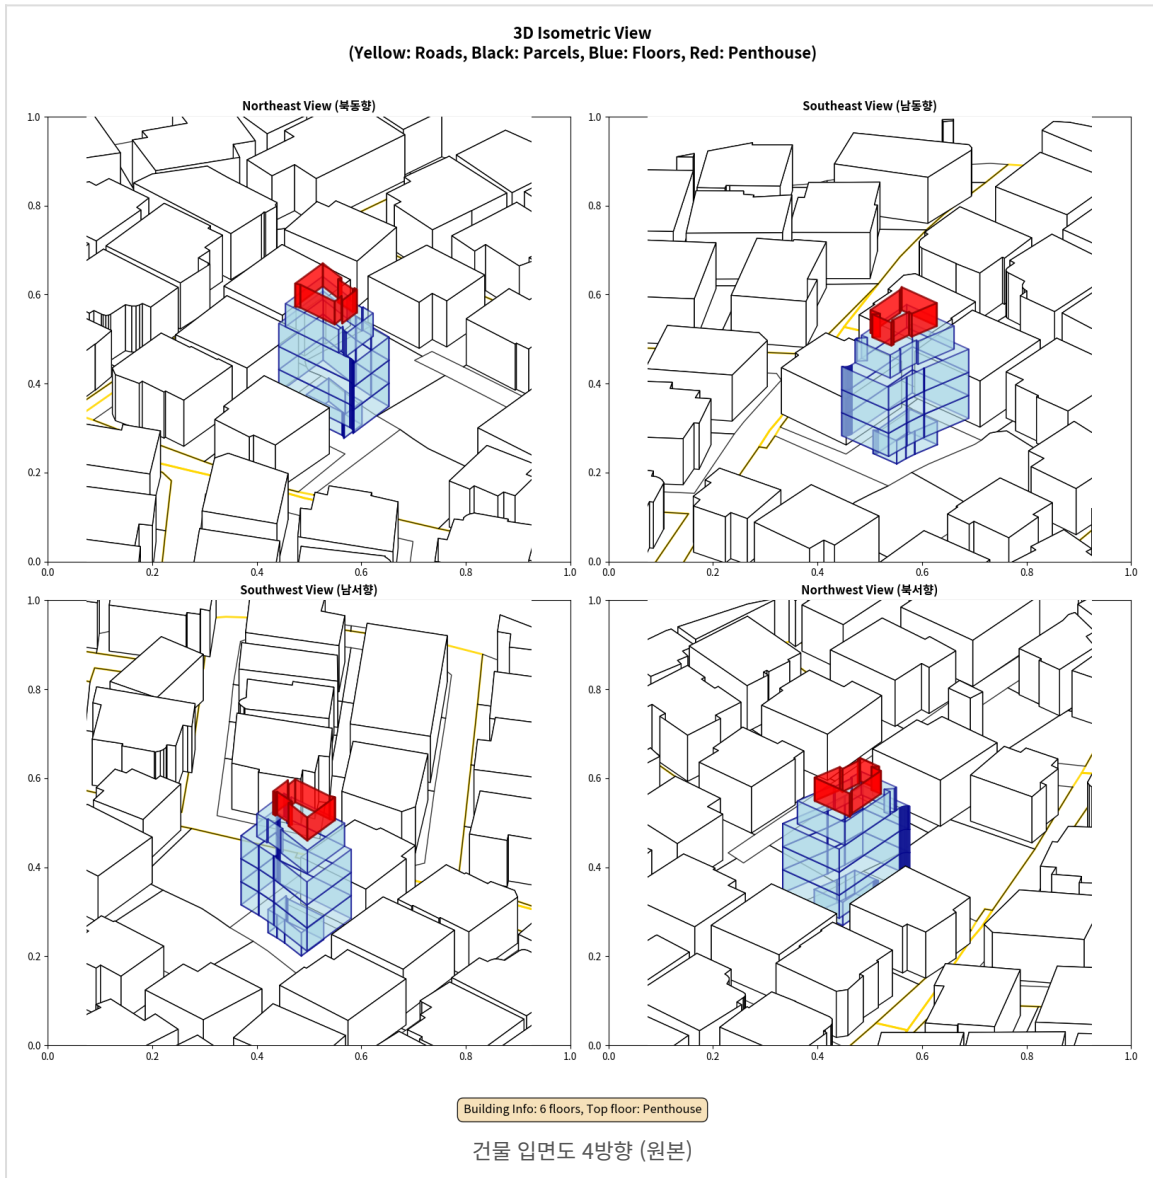 3D Isometric View
(Yellow: Roads, Black: Parcels, Blue: Floors, Red: Penthouse)
Northeast View (북동향)
1.0
0.8
0.6
0.4
0.2
0.0
0.0 0.2 0.4 0.6 0.8 1.0
Southeast View (남동향)
1.0
0.8
0.6
0.4
0.2
0.0
0.0 0.2 0.4 0.6 0.8 1.0
Southwest View (남서향)
1.0
0.8
0.6
0.4
0.2
0.0
0.0 0.2 0.4 0.6 0.8 1.0
Northwest View (북서향)
1.0
0.8
0.6
0.4
0.2
0.0
0.0 0.2 0.4 0.6 0.8 1.0
Building Info: 6 floors, Top floor: Penthouse
건물 입면도 4방향 (원본)